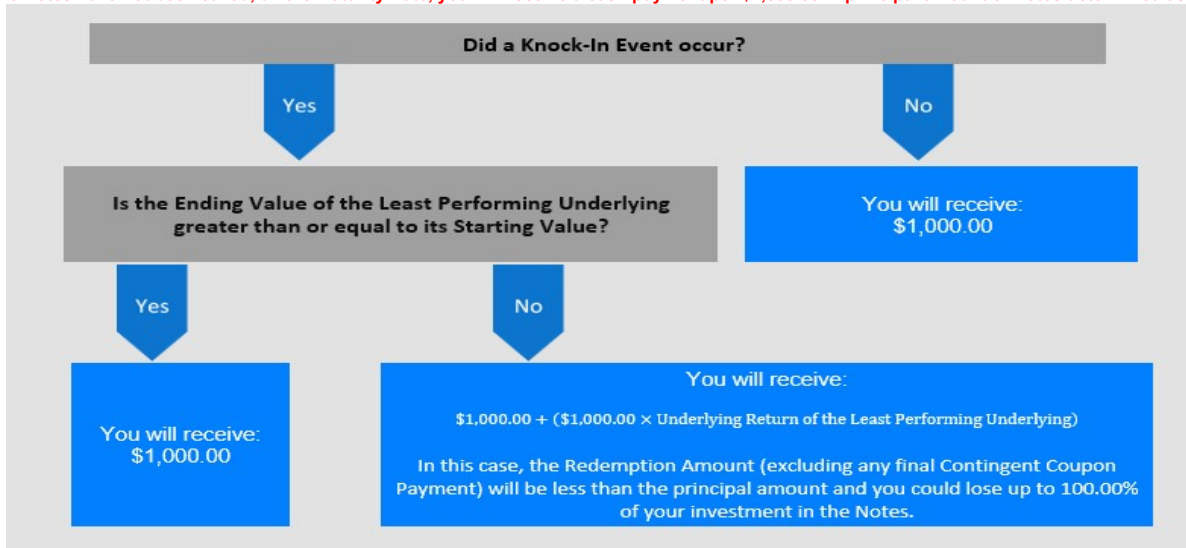 Did a Knock-In Event occur?
Yes
No
Is the Ending Value of the Least Performing Underlying
greater than or equal to its Starting Value?
You will receive:
$1,000.00
Yes
No
You will receive:
$1,000.00
You will receive:
$1,000.00 + ($1,000.00 × Underlying Return of the Least Performing Underlying)
In this case, the Redemption Amount (excluding any final Contingent Coupon
Payment) will be less than the principal amount and you could lose up to 100.00%
of your investment in the Notes.